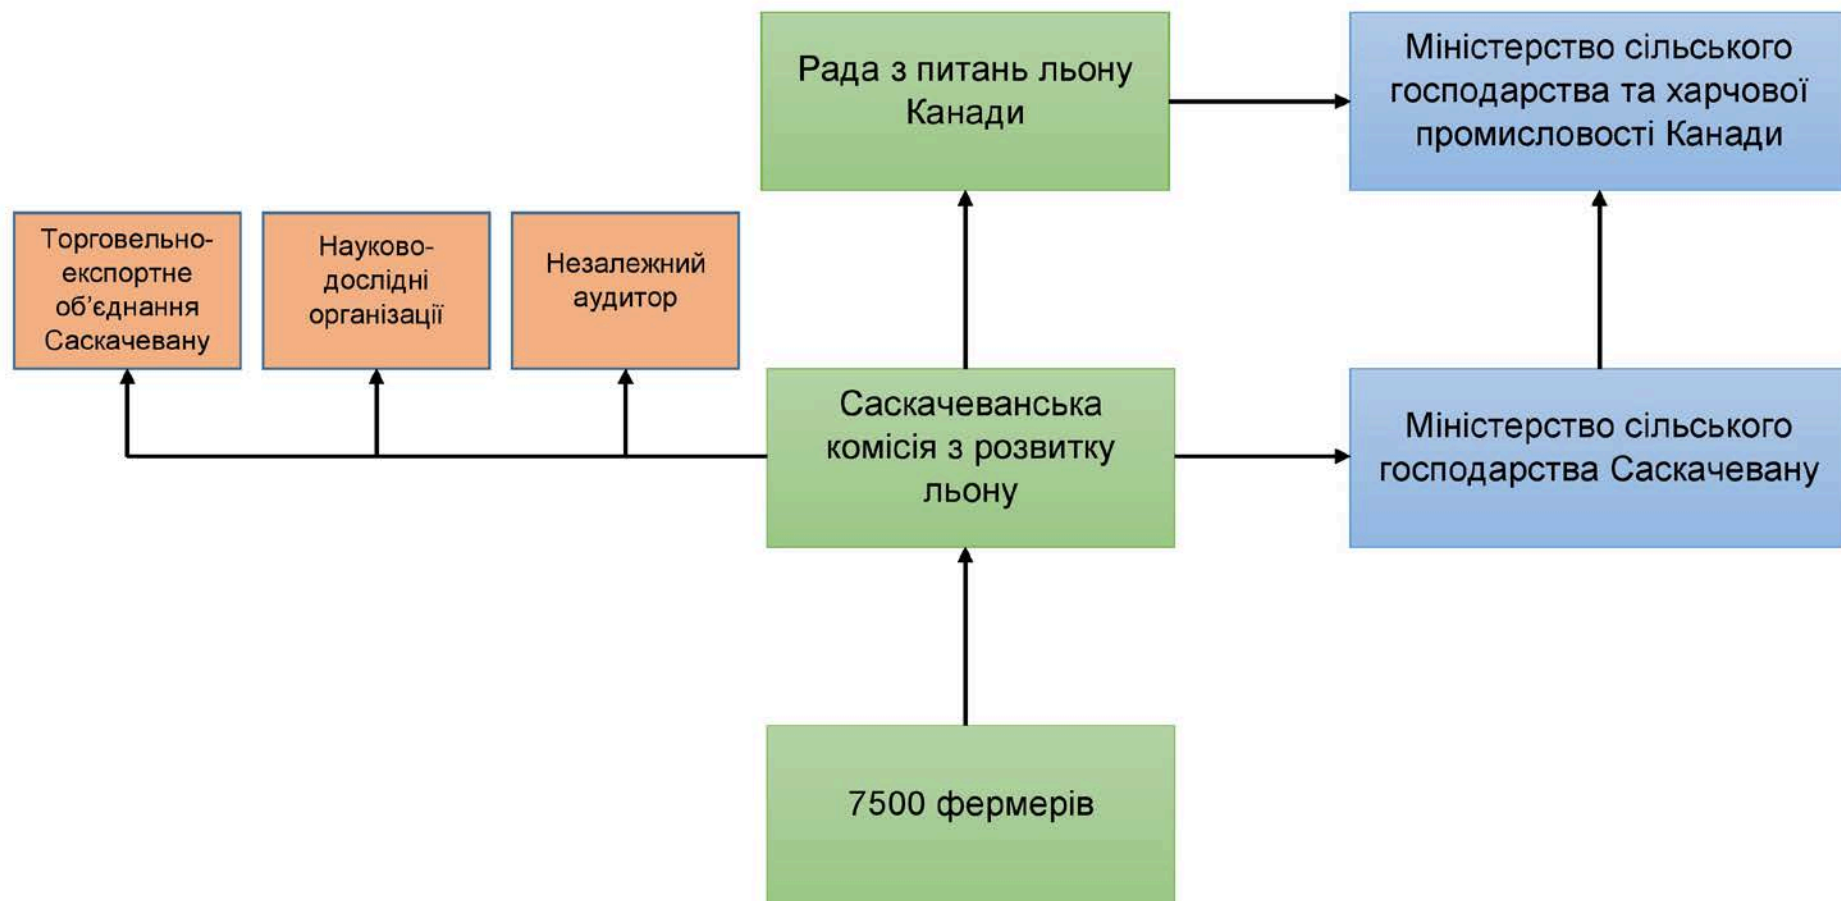 Рада з питань льону
Канади
Міністерство сільського
господарства та харчової
промисловості Канади
Торговельно-
експортне
об’єднання
Саскачевану
Науково-
дослідні
організації
Незалежний
аудитор
Саскачеванська
комісія з розвитку
льону
Міністерство сільського
господарства Саскачевану
7500 фермерів